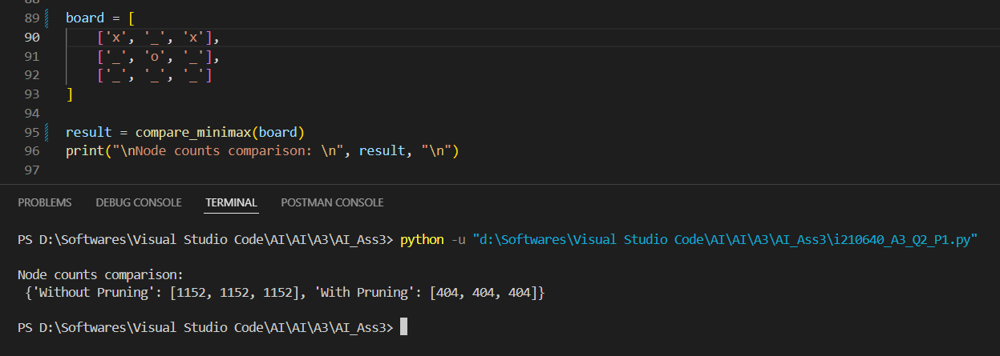 88
89 board = [
90 ['x', '_', 'x'],
91 ['_', 'o', '_'],
92 ['_', '_', '_']
93 ]
94
95 result = compare_minimax(board)
96 print("\nNode counts comparison: \n", result, "\n")
97
PROBLEMS DEBUG CONSOLE TERMINAL POSTMAN CONSOLE
PS D:\Softwares\Visual Studio Code\AI\AI\A3\AI_Ass3> python -u "d:\Softwares\Visual Studio Code\AI\AI\A3\AI_Ass3\i210640_A3_Q2_P1.py"
Node counts comparison:
{'Without Pruning': [1152, 1152, 1152], 'With Pruning': [404, 404, 404]}
PS D:\Softwares\Visual Studio Code\AI\AI\A3\AI_Ass3>